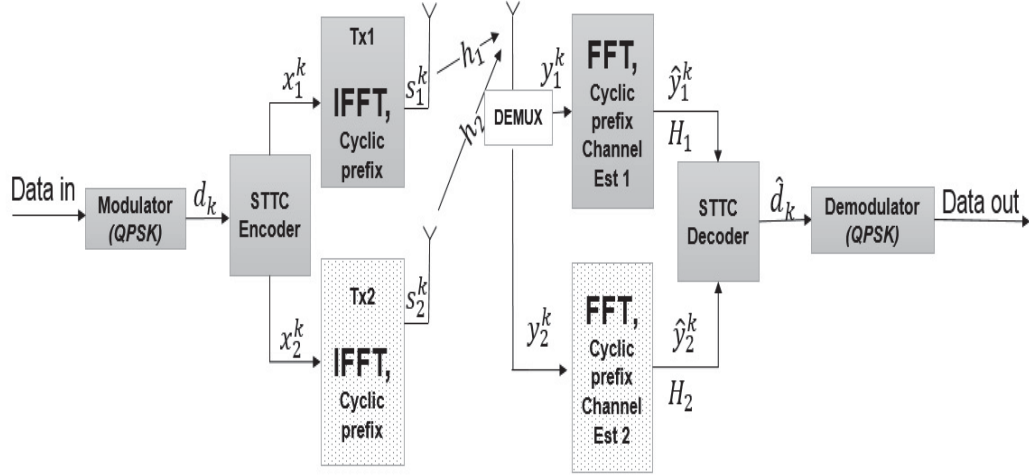 Data in
Modulator
(QPSK)
d_k
STTC
Encoder
x_1^k
x_2^k
Tx1
IFFT,
Cyclic
prefix
s_1^k
Tx2
IFFT,
Cyclic
prefix
s_2^k
h_1
h_2
DEMUX
y_1^k
y_2^k
FFT,
Cyclic
prefix
Channel
Est 1
ŷ_1^k
H_1
FFT,
Cyclic
prefix
Channel
Est 2
ŷ_2^k
H_2
STTC
Decoder
d̂_k
Demodulator
(QPSK)
Data out